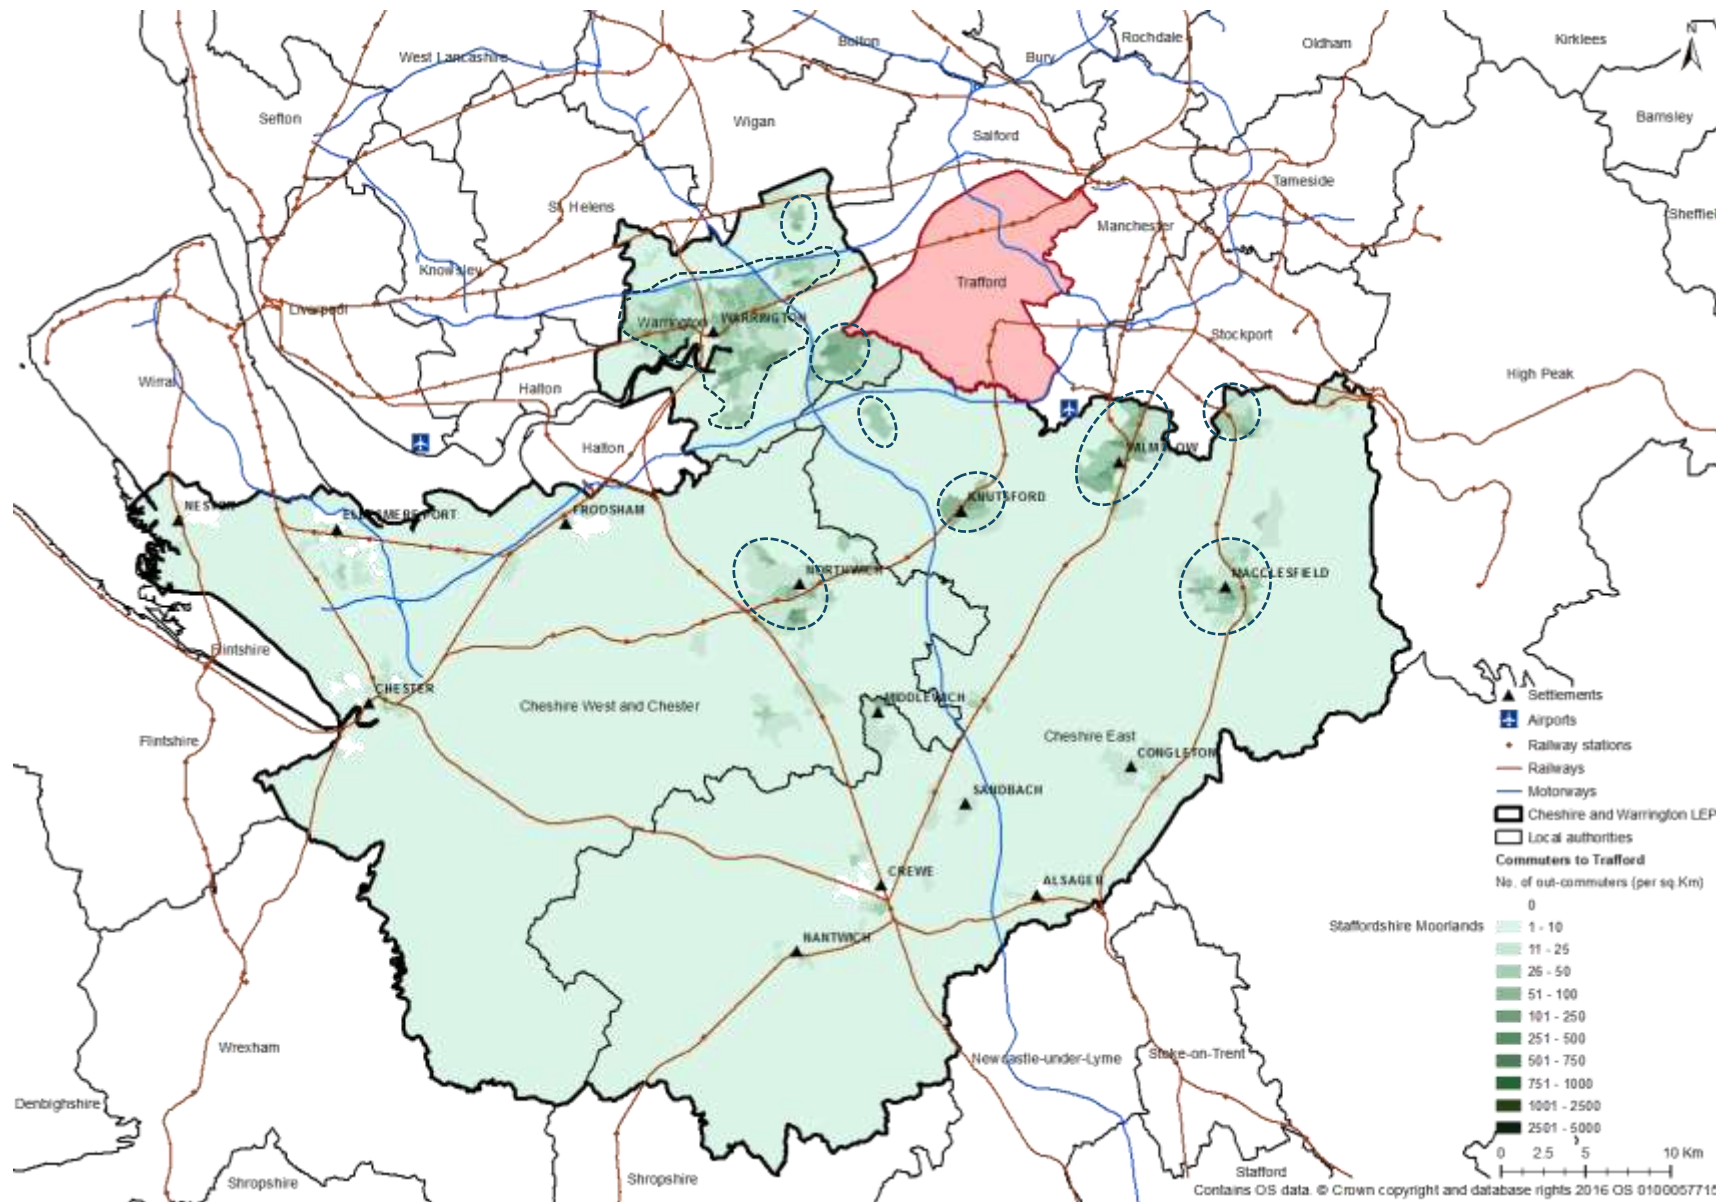 Rochdale
Bolton
Bury
Oldham
Kirklees
N
West Lancashire
Sefton
Wigan
Salford
Barnsley
Tameside
St. Helens
Manchester
Sheffiel
Knowsley
Trafford
Liverpool
Warrington
WARRINGTON
Stockport
Wirral
Halton
High Peak
Halton
WILMSLOW
KNUTSFORD
NESTON
ELLESMERE PORT
FRODSHAM
NORTHWICH
MACCLESFIELD
Flintshire
CHESTER
Cheshire West and Chester
MIDDLEWICH
Flintshire
Cheshire East
CONGLETON
SANDBACH
CREWE
ALSAGER
NANTWICH
Staffordshire Moorlands
Wrexham
Newcastle-under-Lyme
Stoke-on-Trent
Denbighshire
Shropshire
Shropshire
Stafford
Settlements
Airports
Railway stations
Railways
Motorways
Cheshire and Warrington LEP
Local authorities
Commuters to Trafford
No. of out-commuters (per sq.Km)
0
1 - 10
11 - 25
26 - 50
51 - 100
101 - 250
251 - 500
501 - 750
751 - 1000
1001 - 2500
2501 - 5000
0 2.5 5 10 Km
Contains OS data. © Crown copyright and database rights 2016 OS 010005771